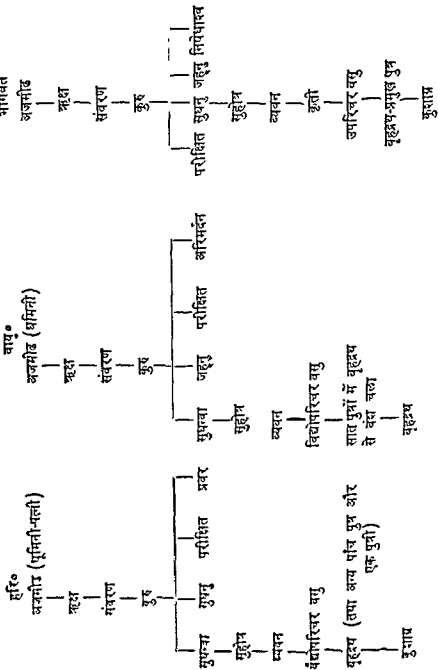 हरि०
अजमीढ (धूमिनी-पत्नी)
ऋक्ष
संवरण
कुरु
सुधन्वा सुधनु परीक्षित प्रवर
सुहोत्र
च्यवन
चैद्योपरिचर वसु
वृहद्रथ (तथा अन्य पाँच पुत्र और
एक पुत्री)
कुशाग्र
वायु०
अजमीढ (धमिनी)
ऋक्ष
संवरण
कुरु
सुधन्वा जह्नु परीक्षित अरिमर्दन
सुहोत्र
च्यवन
विद्योपरिचर वसु
सात पुत्रों में वृहद्रथ
से वंश चला
वृहद्रथ
भागवत
अजमीढ
ऋक्ष
संवरण
कुरु
परीक्षित सुधनु जह्नु निषेधाश्व
सुहोत्र
च्यवन
कृती
उपरिचर वसु
वृहद्रथ-प्रमुख पुत्र
कुशाग्र